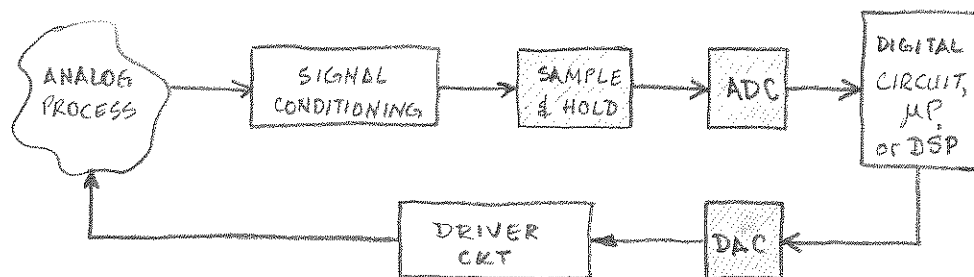 ANALOG
PROCESS
SIGNAL
CONDITIONING
SAMPLE
& HOLD
ADC
DIGITAL
CIRCUIT,
μP,
or DSP
DRIVER
CKT
DAC